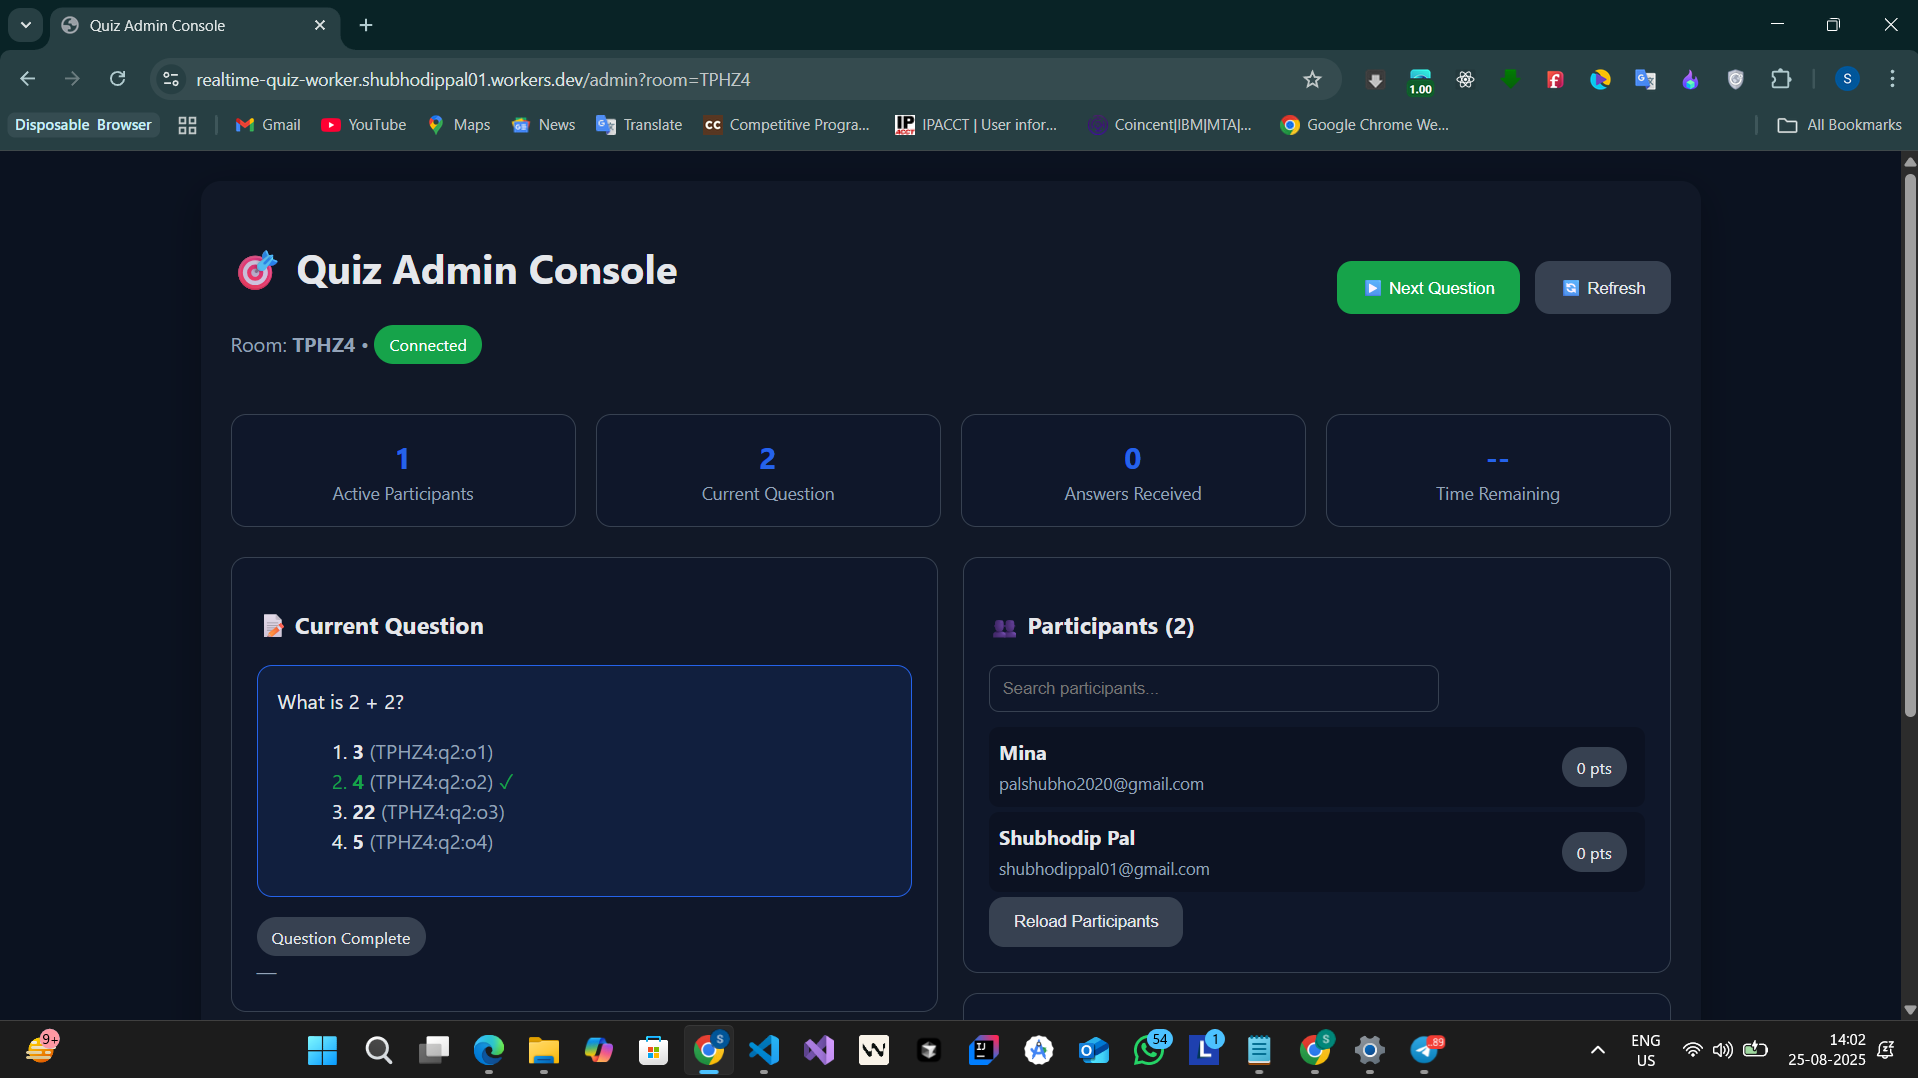 Quiz Admin Console
realtime-quiz-worker.shubhodippal01.workers.dev/admin?room=TPHZ4
1.00
S
Disposable Browser
Gmail
YouTube
Maps
News
Translate
Competitive Progra...
IPACCT | User infor...
Coincent|IBM|MTA|...
Google Chrome We...
All Bookmarks
Quiz Admin Console
Next Question
Refresh
Room: TPHZ4 • Connected
1
Active Participants
2
Current Question
0
Answers Received
--
Time Remaining
Current Question
What is 2 + 2?
1. 3 (TPHZ4:q2:o1)
2. 4 (TPHZ4:q2:o2) ✓
3. 22 (TPHZ4:q2:o3)
4. 5 (TPHZ4:q2:o4)
Question Complete
—
Participants (2)
Search participants...
Mina
palshubho2020@gmail.com
0 pts
Shubhodip Pal
shubhodippal01@gmail.com
0 pts
Reload Participants
9+
54
1
.89
ENG
US
14:02
25-08-2025